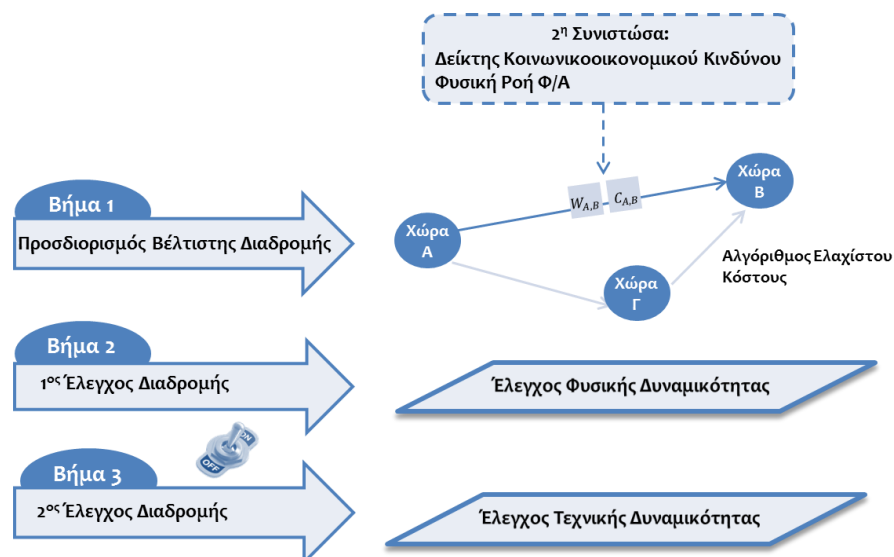 2η Συνιστώσα:
Δείκτης Κοινωνικοοικονομικού Κινδύνου
Φυσική Ροή Φ/Α
Βήμα 1
Προσδιορισμός Βέλτιστης Διαδρομής
Χώρα
Α
W_{A,B}
C_{A,B}
Χώρα
Β
Χώρα
Γ
Αλγόριθμος Ελαχίστου
Κόστους
Βήμα 2
1ος Έλεγχος Διαδρομής
Έλεγχος Φυσικής Δυναμικότητας
ON
OFF
Βήμα 3
2ος Έλεγχος Διαδρομής
Έλεγχος Τεχνικής Δυναμικότητας